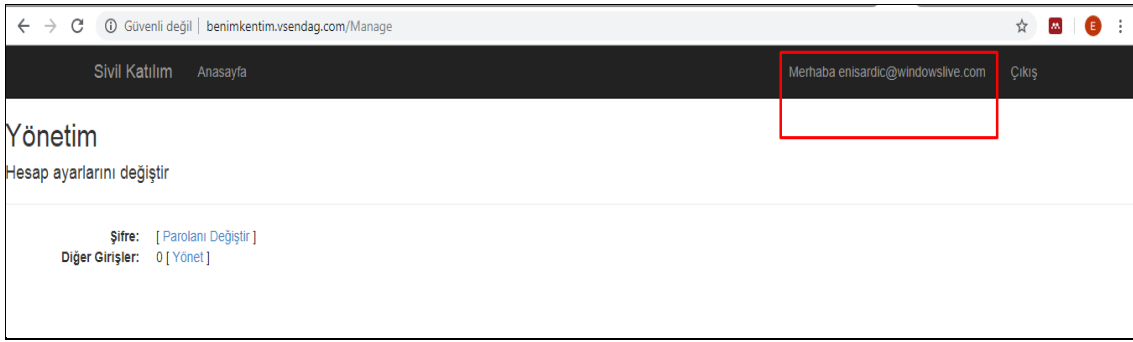 Güvenli değil | benimkentim.vsendag.com/Manage
E
Sivil Katılım Anasayfa Merhaba enisardic@windowslive.com Çıkış
Yönetim
Hesap ayarlarını değiştir
Şifre: [ Parolanı Değiştir ]
Diğer Girişler: 0 [ Yönet ]